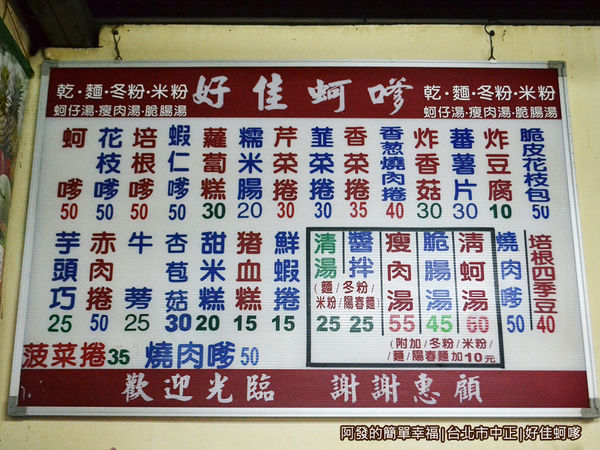 乾·麵·冬粉·米粉
蚵仔湯·瘦肉湯·脆腸湯
好佳蚵嗲
乾·麵·冬粉·米粉
蚵仔湯·瘦肉湯·脆腸湯
蚵嗲 50
花枝嗲 50
培根嗲 50
蝦仁嗲 50
蘿蔔糕 30
糯米腸 20
芹菜捲 30
韮菜捲 30
香菜捲 35
香蔥燒肉捲 40
炸香菇 30
蕃薯片 30
炸豆腐 10
脆皮花枝包 50
芋頭巧 25
赤肉捲 50
牛蒡 25
杏苞菇 30
甜米糕 20
豬血糕 15
鮮蝦捲 15
清湯
醬拌
(麵/冬粉/
米粉/陽春麵)
25 25
瘦肉湯 55
脆腸湯 45
清蚵湯 60
(附加/冬粉/米粉/
/麵/陽春麵加10元)
燒肉嗲 50
培根四季豆 40
菠菜捲 35
燒肉嗲 50
歡迎光臨 謝謝惠顧
阿發的簡單幸福|台北市中正|好佳蚵嗲